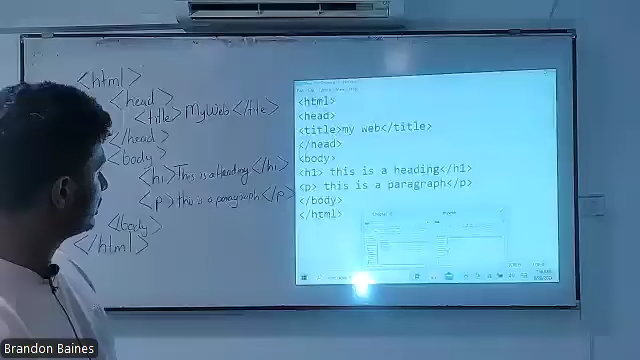 <html>
<head>
<title> MyWeb </title>
</head>
<body>
<h1> This is a heading </h1>
<p> this is a paragraph </p>
</body>
</html>
<html>
<head>
<title>my web</title>
</head>
<body>
<h1> this is a heading</h1>
<p> this is a paragraph</p>
</body>
</html>
Brandon Baines